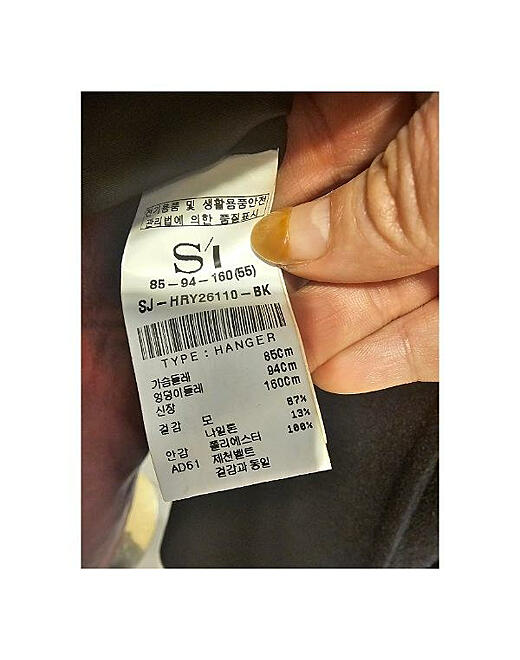 전기용품 및 생활용품안전
관리법에 의한 품질표시
S/I
85-94-160(55)
SJ-HRY26110-BK
TYPE : HANGER
가슴둘레 85Cm
엉덩이둘레 94Cm
신장 160Cm
겉감 모 87%
나일론 13%
안감 폴리에스터 100%
AD61 제천벨트
겉감과 동일